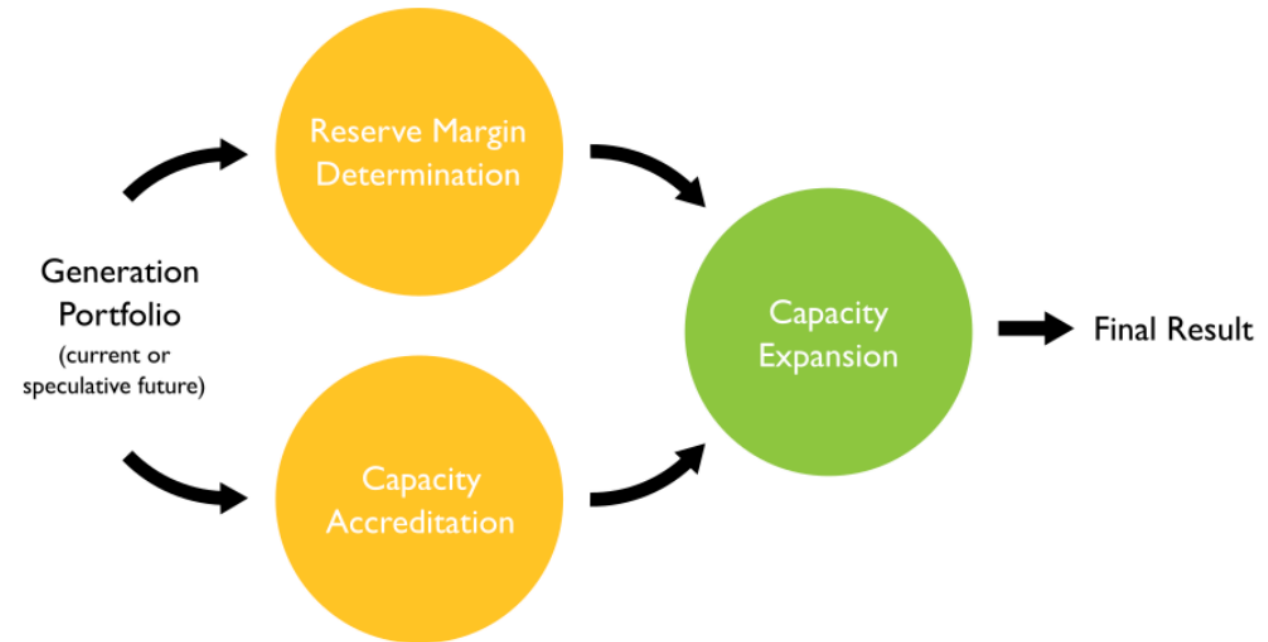 Reserve Margin
Determination
Generation
Portfolio
(current or
speculative future)
Capacity
Accreditation
Capacity
Expansion
Final Result